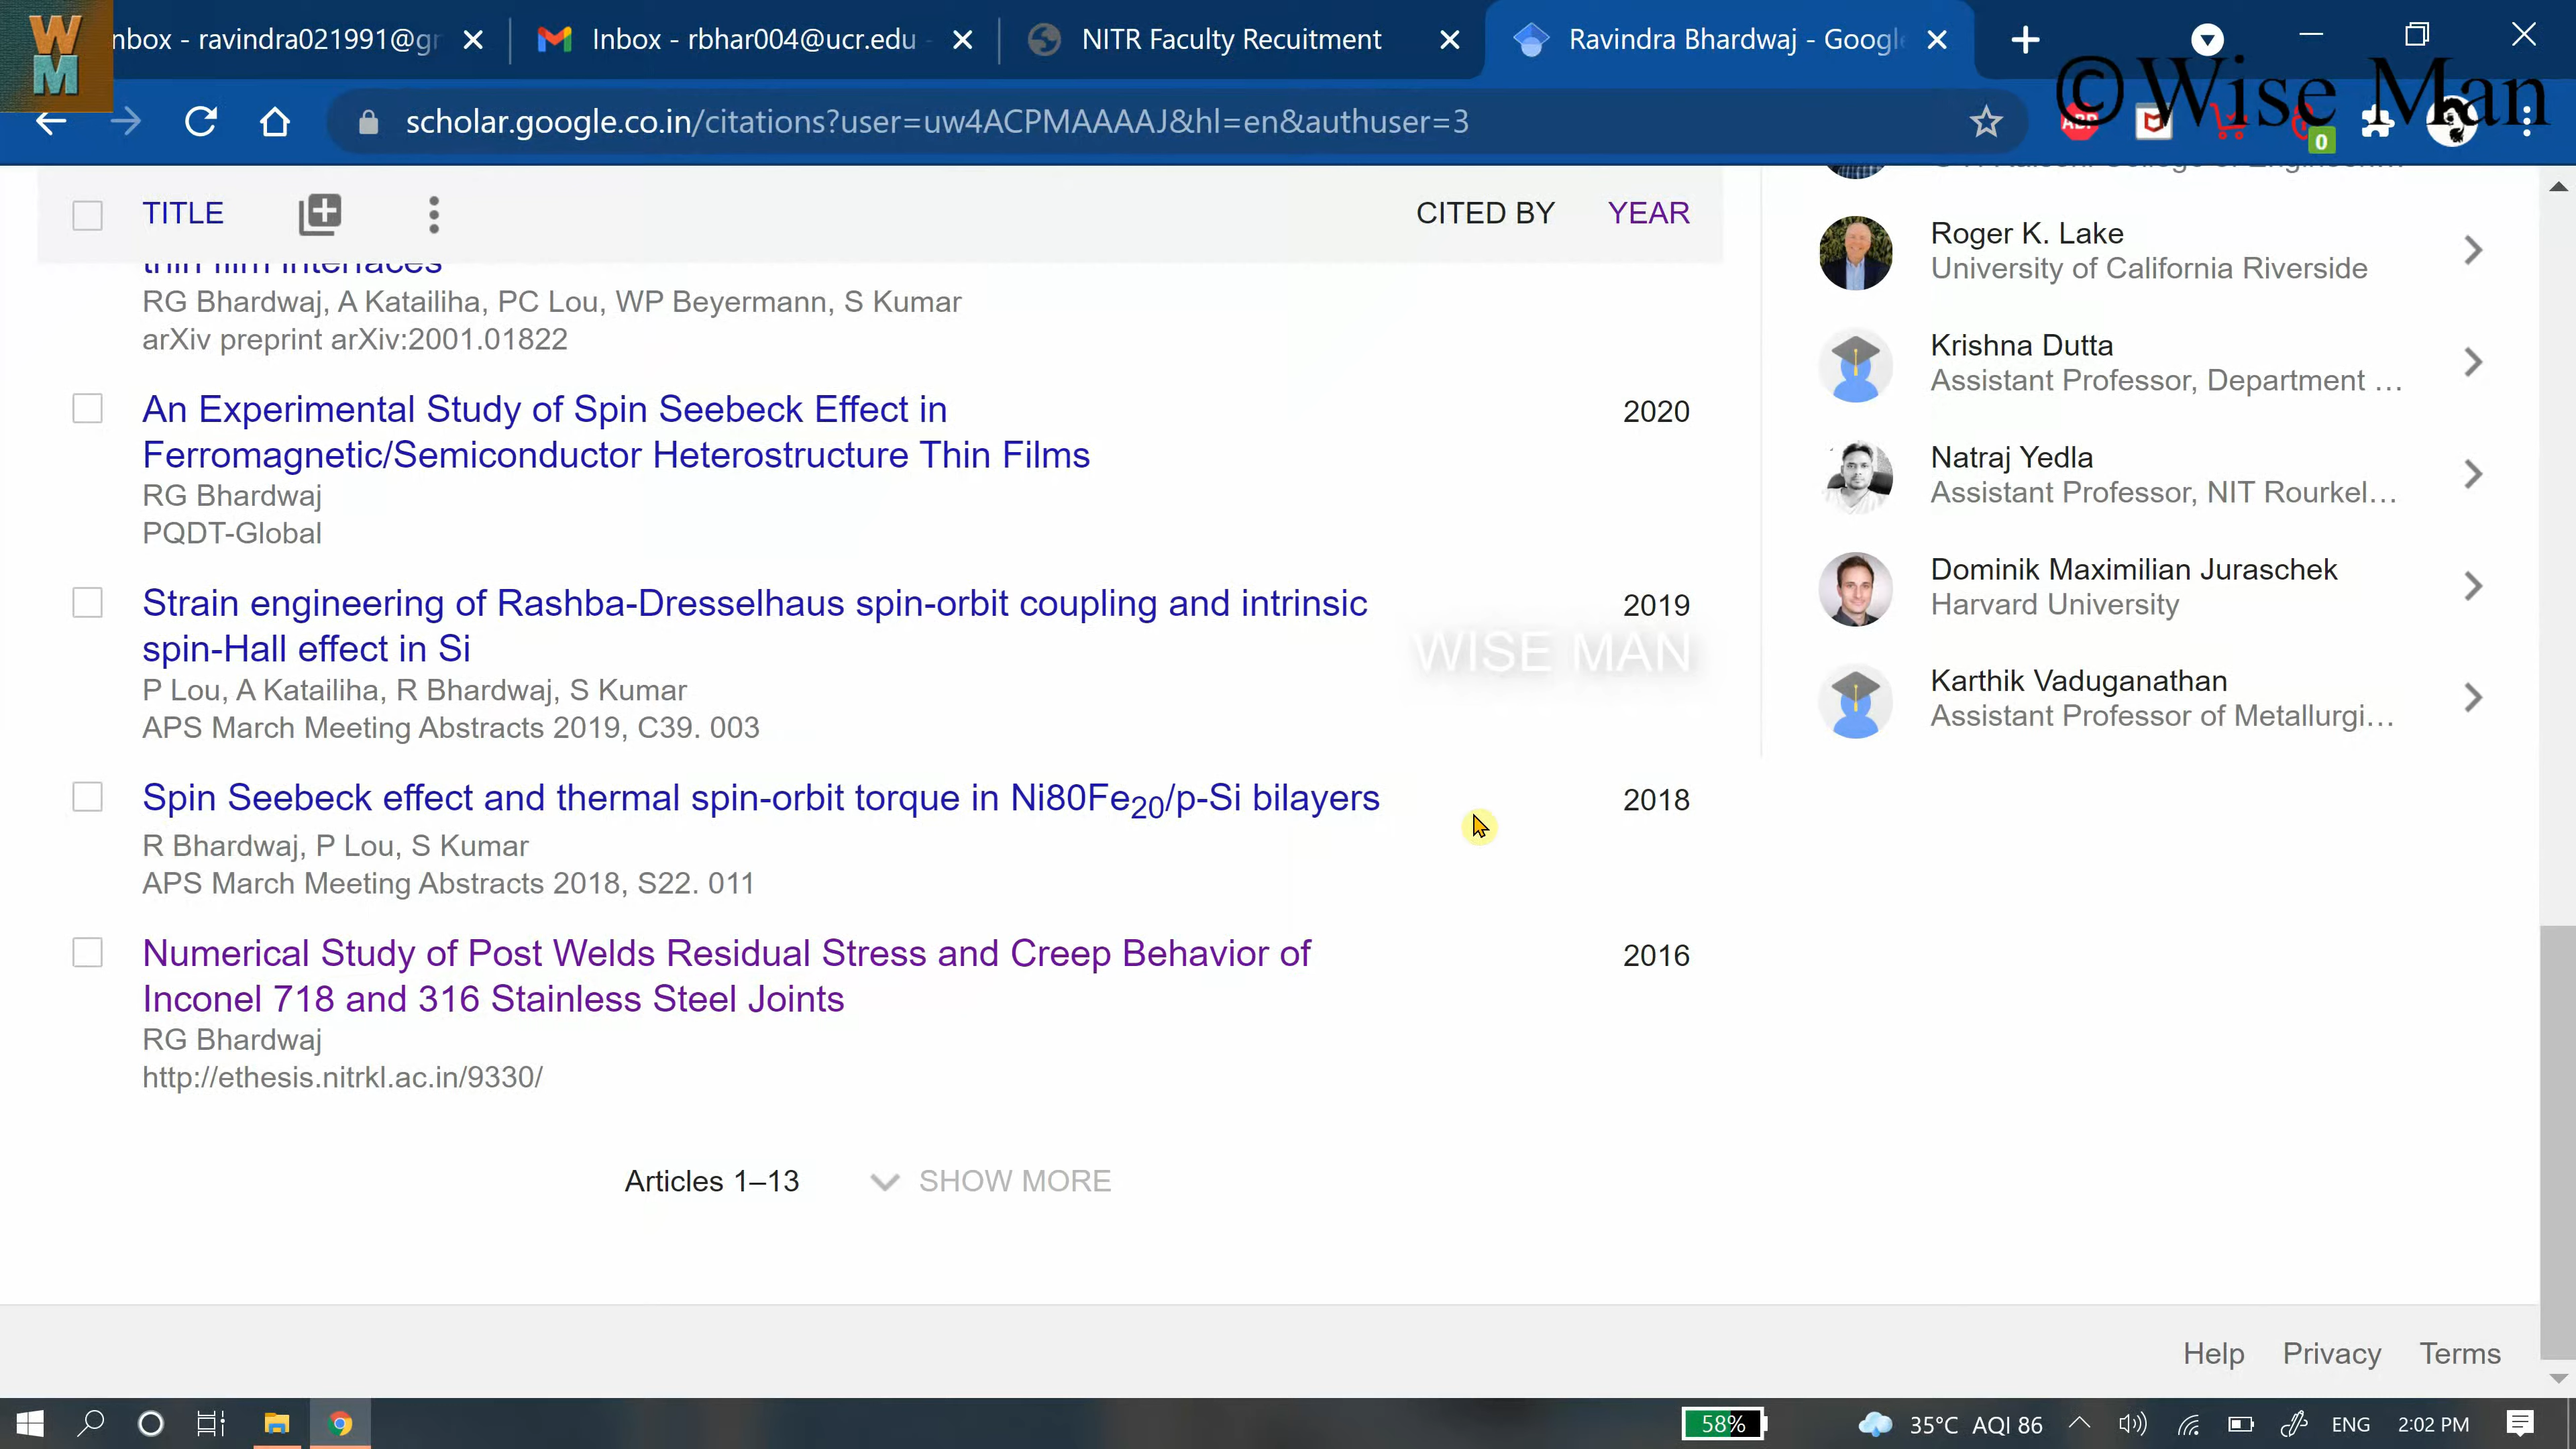 WM
nbox - ravindra021991@gr
Inbox - rbhar004@ucr.edu
NITR Faculty Recuitment
Ravindra Bhardwaj - Googl
©Wise Man
scholar.google.co.in/citations?user=uw4ACPMAAAAJ&hl=en&authuser=3
ABP
0
TITLE
CITED BY
YEAR
thin film interfaces
RG Bhardwaj, A Katailiha, PC Lou, WP Beyermann, S Kumar
arXiv preprint arXiv:2001.01822
An Experimental Study of Spin Seebeck Effect in
Ferromagnetic/Semiconductor Heterostructure Thin Films
2020
RG Bhardwaj
PQDT-Global
Strain engineering of Rashba-Dresselhaus spin-orbit coupling and intrinsic
spin-Hall effect in Si
2019
WISE MAN
P Lou, A Katailiha, R Bhardwaj, S Kumar
APS March Meeting Abstracts 2019, C39. 003
Spin Seebeck effect and thermal spin-orbit torque in Ni80Fe20/p-Si bilayers
2018
R Bhardwaj, P Lou, S Kumar
APS March Meeting Abstracts 2018, S22. 011
Numerical Study of Post Welds Residual Stress and Creep Behavior of
Inconel 718 and 316 Stainless Steel Joints
2016
RG Bhardwaj
http://ethesis.nitrkl.ac.in/9330/
Articles 1–13
SHOW MORE
Roger K. Lake
University of California Riverside
Krishna Dutta
Assistant Professor, Department ...
Natraj Yedla
Assistant Professor, NIT Rourkel...
Dominik Maximilian Juraschek
Harvard University
Karthik Vaduganathan
Assistant Professor of Metallurgi...
Help
Privacy
Terms
58%
35°C AQI 86
ENG
2:02 PM